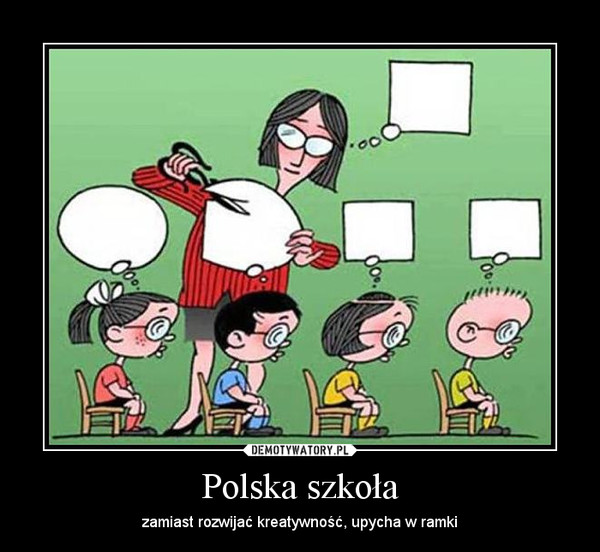 DEMOTYWATORY.PL
Polska szkoła
zamiast rozwijać kreatywność, upycha w ramki